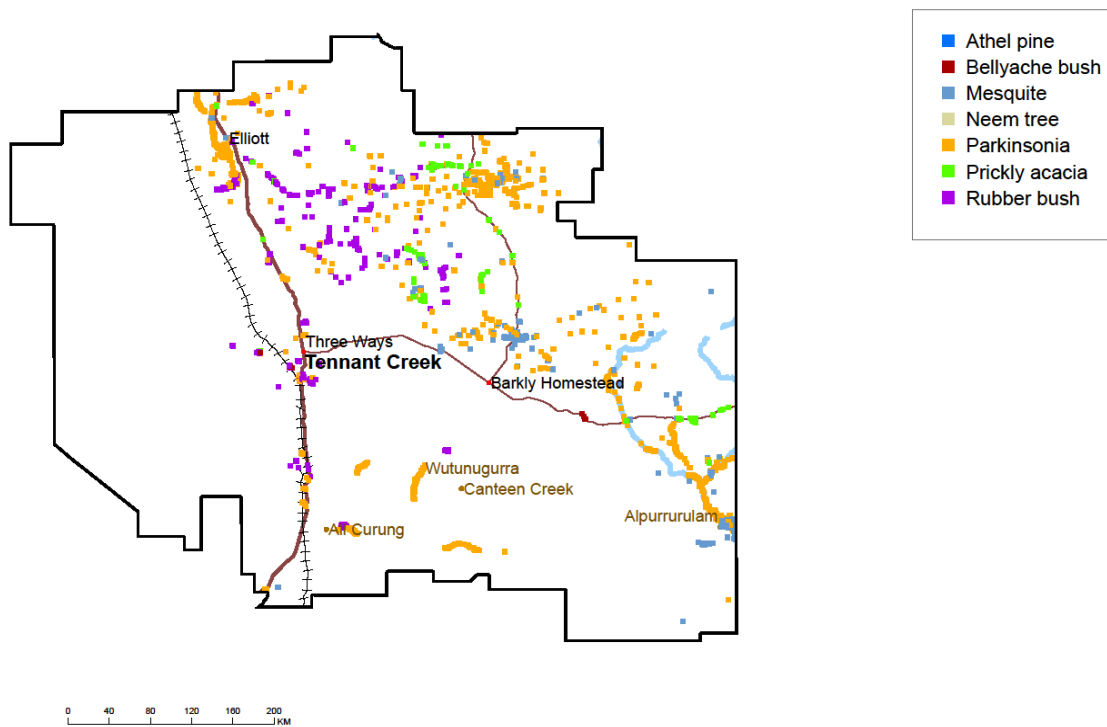 Athel pine
Bellyache bush
Mesquite
Neem tree
Parkinsonia
Prickly acacia
Rubber bush
Elliott
Three Ways
Tennant Creek
Barkly Homestead
Wutunugurra
Canteen Creek
Alpurrurulam
Ali Curung
0 40 80 120 160 200
KM